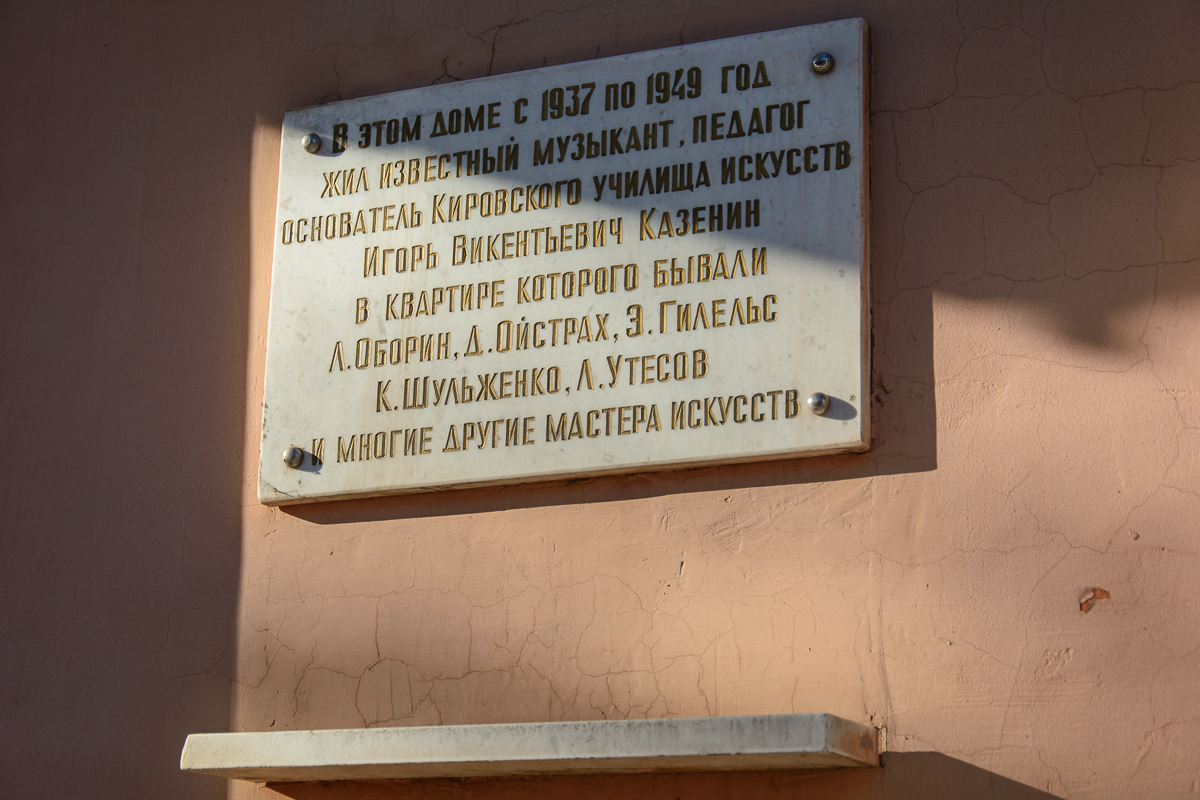 В ЭТОМ ДОМЕ С 1937 ПО 1949 ГОД
ЖИЛ ИЗВЕСТНЫЙ МУЗЫКАНТ, ПЕДАГОГ
ОСНОВАТЕЛЬ КИРОВСКОГО УЧИЛИЩА ИСКУССТВ
ИГОРЬ ВИКЕНТЬЕВИЧ КАЗЕНИН
В КВАРТИРЕ КОТОРОГО БЫВАЛИ
Л.ОБОРИН, Д.ОЙСТРАХ, Э.ГИЛЕЛЬС
К.ШУЛЬЖЕНКО, Л.УТЕСОВ
И МНОГИЕ ДРУГИЕ МАСТЕРА ИСКУССТВ